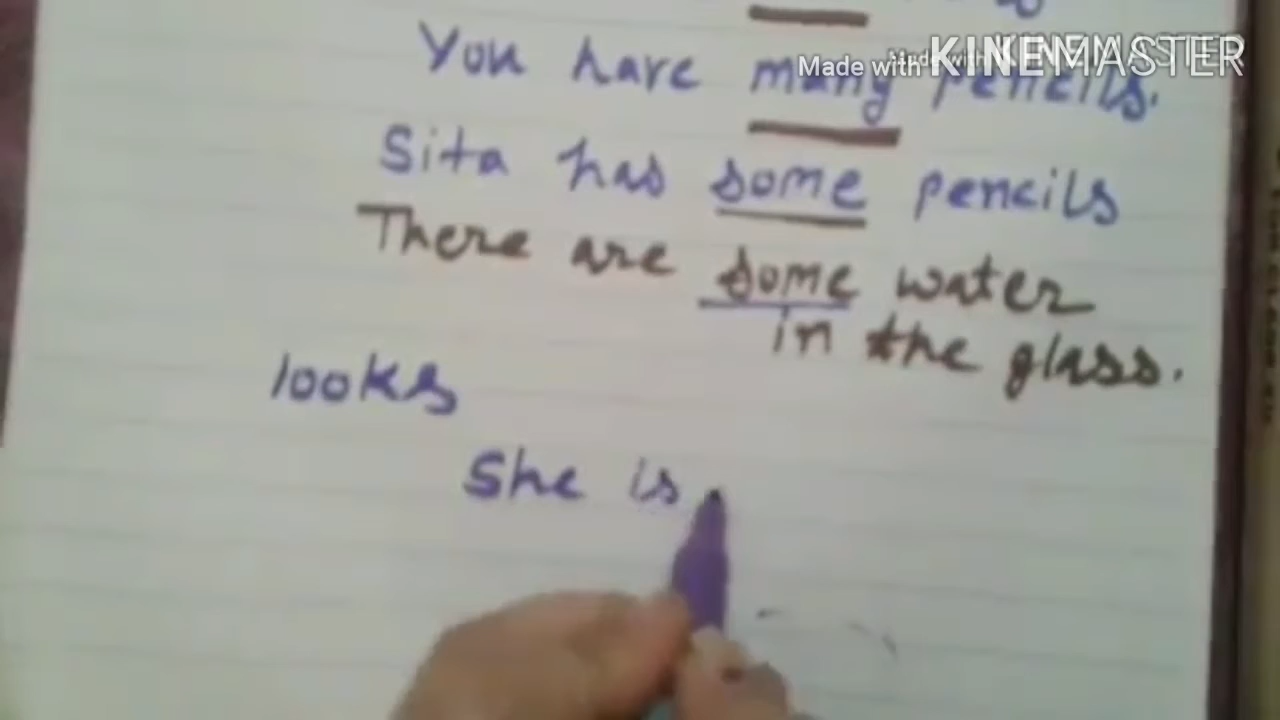 Made with KINEMASTER
You have many pencils.
Sita has some pencils
There are some water
in the glass.
looks
She is